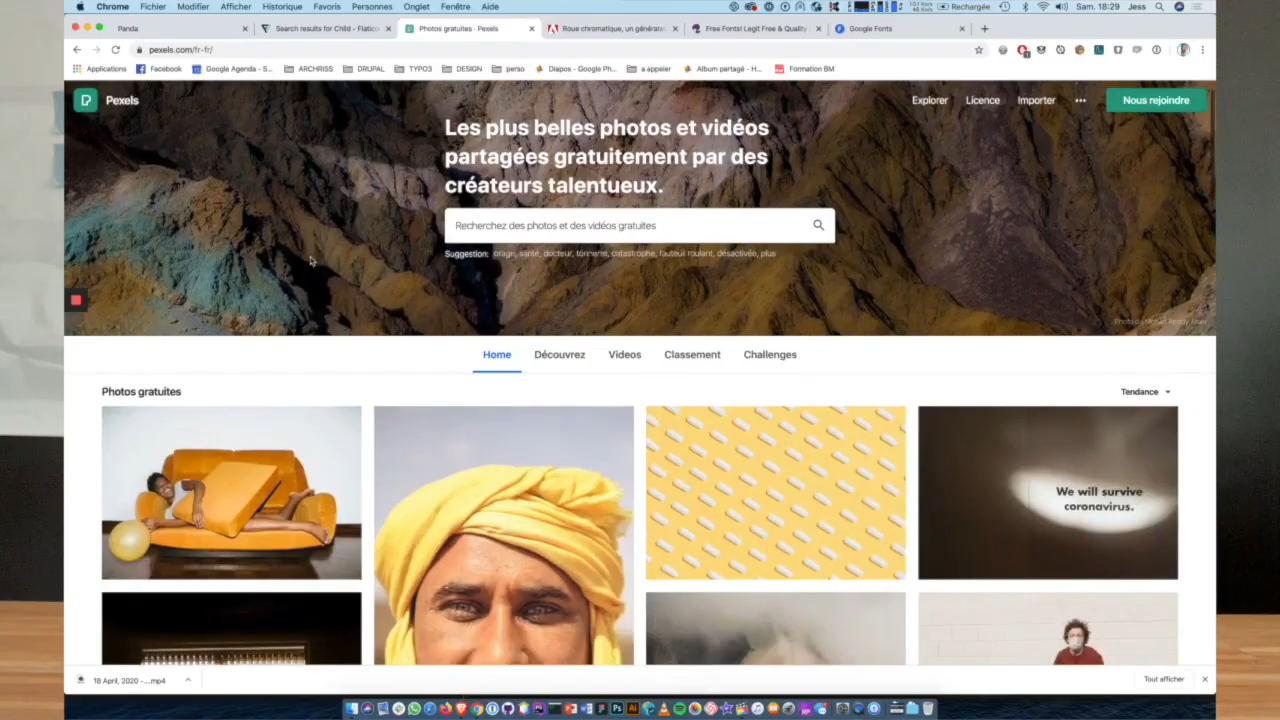 Chrome Fichier Modifier Afficher Historique Favoris Personnes Onglet Fenêtre Aide
Rechargée Sam. 18:29 Jess
Panda
Search results for Child - Flatico
Photos gratuites · Pexels
Roue chromatique, un générate
Free Fonts! Legit Free & Quality
Google Fonts
pexels.com/fr-fr/
Applications Facebook Google Agenda - S... ARCHRISS DRUPAL TYPO3 DESIGN perso Diapos - Google Ph... a appeler Album partagé - H... Formation BM
Pexels
Explorer Licence Importer ••• Nous rejoindre
Les plus belles photos et vidéos
partagées gratuitement par des
créateurs talentueux.
Recherchez des photos et des vidéos gratuites
Suggestion: orage, santé, docteur, tonnerre, catastrophe, fauteuil roulant, désactivée, plus
Home Découvrez Videos Classement Challenges
Photos gratuites
Tendance
We will survive
coronavirus.
18 April, 2020 -....mp4
Tout afficher